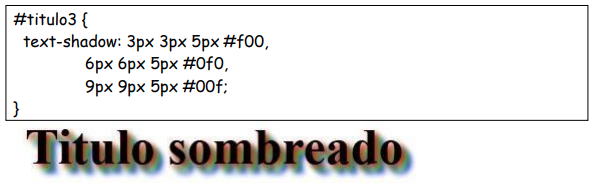 #titulo3 {
text-shadow: 3px 3px 5px #f00,
6px 6px 5px #0f0,
9px 9px 5px #00f;
}
Titulo sombreado